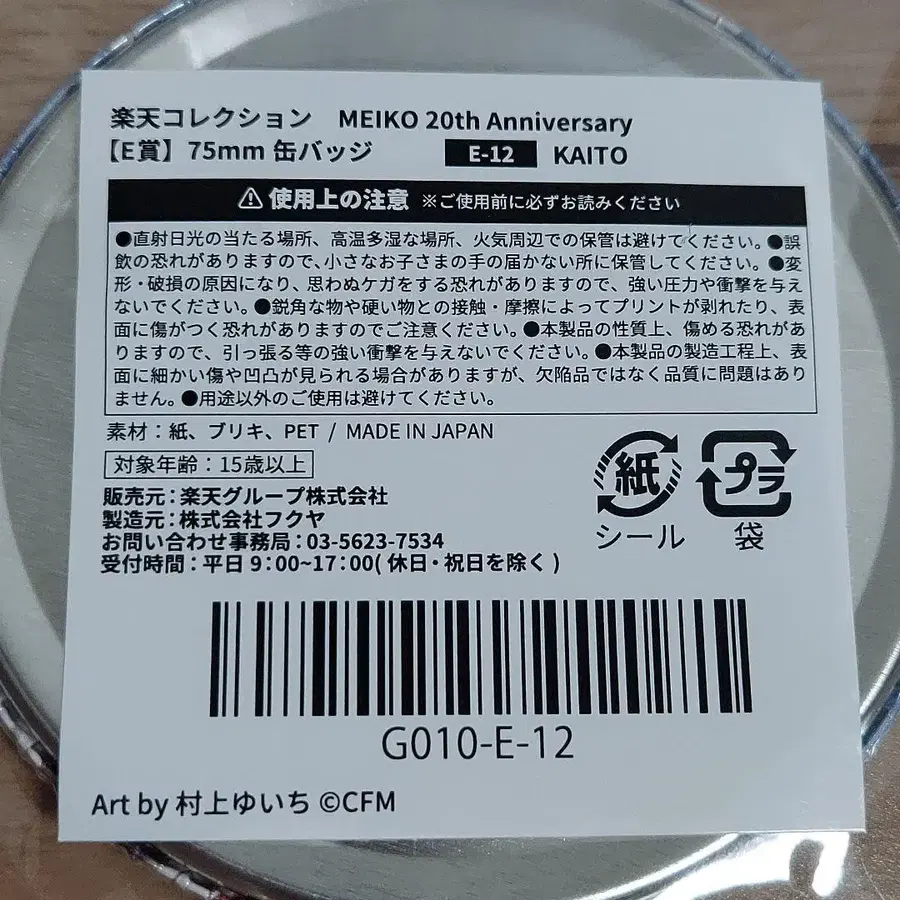 楽天コレクション MEIKO 20th Anniversary
【E賞】75mm 缶バッジ E-12 KAITO
⚠使用上の注意 ※ご使用前に必ずお読みください
●直射日光の当たる場所、高温多湿な場所、火気周辺での保管は避けてください。●誤
飲の恐れがありますので、小さなお子さまの手の届かない所に保管してください。●変
形・破損の原因になり、思わぬケガをする恐れがありますので、強い圧力や衝撃を与え
ないでください。●鋭角な物や硬い物との接触・摩擦によってプリントが剥れたり、表
面に傷がつく恐れがありますのでご注意ください。●本製品の性質上、傷める恐れがあ
りますので、引っ張る等の強い衝撃を与えないでください。●本製品の製造工程上、表
面に細かい傷や凹凸が見られる場合がありますが、欠陥品ではなく品質に問題はあり
ません。●用途以外のご使用は避けてください。
素材：紙、ブリキ、PET / MADE IN JAPAN
対象年齢：15歳以上
紙 プラ
シール 袋
販売元：楽天グループ株式会社
製造元：株式会社フクヤ
お問い合わせ事務局：03-5623-7534
受付時間：平日 9：00~17：00( 休日・祝日を除く )
G010-E-12
Art by 村上ゆいち ©CFM